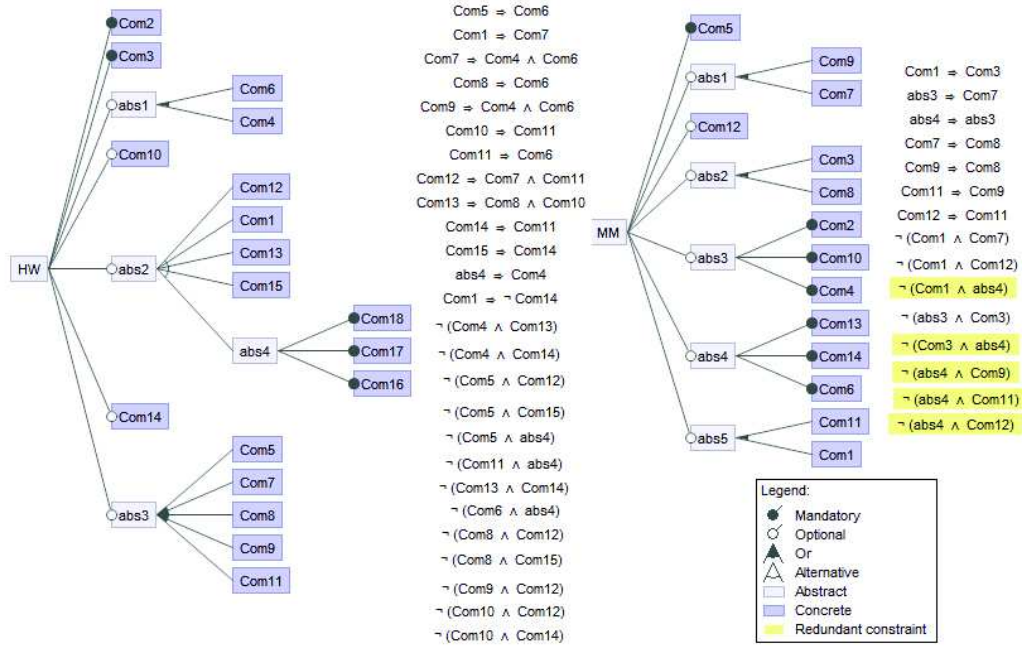 HW
Com2
Com3
abs1
Com6
Com4
Com10
abs2
Com12
Com1
Com13
Com15
abs4
Com18
Com17
Com16
Com14
abs3
Com5
Com7
Com8
Com9
Com11
Com5 ⇒ Com6
Com1 ⇒ Com7
Com7 ⇒ Com4 ∧ Com6
Com8 ⇒ Com6
Com9 ⇒ Com4 ∧ Com6
Com10 ⇒ Com11
Com11 ⇒ Com6
Com12 ⇒ Com7 ∧ Com11
Com13 ⇒ Com8 ∧ Com10
Com14 ⇒ Com11
Com15 ⇒ Com14
abs4 ⇒ Com4
Com1 ⇒ ¬ Com14
¬ (Com4 ∧ Com13)
¬ (Com4 ∧ Com14)
¬ (Com5 ∧ Com12)
¬ (Com5 ∧ Com15)
¬ (Com5 ∧ abs4)
¬ (Com11 ∧ abs4)
¬ (Com13 ∧ Com14)
¬ (Com6 ∧ abs4)
¬ (Com8 ∧ Com12)
¬ (Com8 ∧ Com15)
¬ (Com9 ∧ Com12)
¬ (Com10 ∧ Com12)
¬ (Com10 ∧ Com14)
MM
Com5
abs1
Com9
Com7
Com12
abs2
Com3
Com8
abs3
Com2
Com10
Com4
abs4
Com13
Com14
Com6
abs5
Com11
Com1
Com1 ⇒ Com3
abs3 ⇒ Com7
abs4 ⇒ abs3
Com7 ⇒ Com8
Com9 ⇒ Com8
Com11 ⇒ Com9
Com12 ⇒ Com11
¬ (Com1 ∧ Com7)
¬ (Com1 ∧ Com12)
¬ (Com1 ∧ abs4)
¬ (abs3 ∧ Com3)
¬ (Com3 ∧ abs4)
¬ (abs4 ∧ Com9)
¬ (abs4 ∧ Com11)
¬ (abs4 ∧ Com12)
Legend:
Mandatory
Optional
Or
Alternative
Abstract
Concrete
Redundant constraint